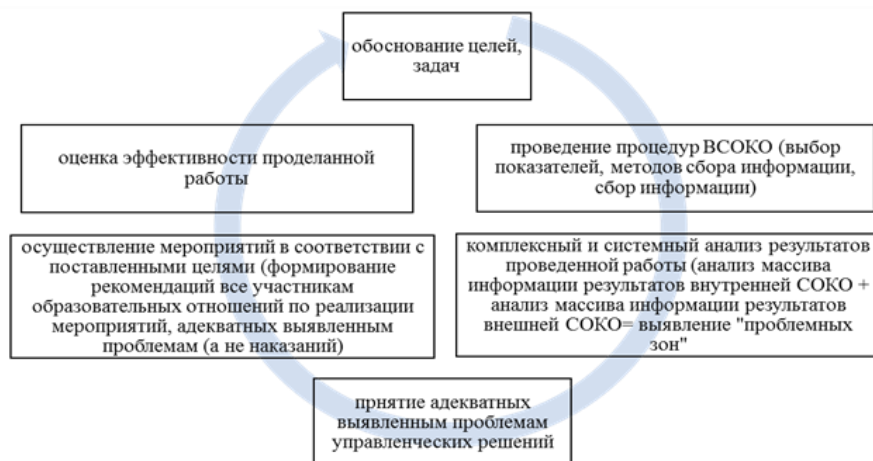 обоснование целей,
задач
оценка эффективности проделанной
работы
проведение процедур ВСОКО (выбор
показателей, методов сбора информации,
сбор информации)
осуществление мероприятий в соответствии с
поставленными целями (формирование
рекомендаций все участникам
образовательных отношений по реализации
мероприятий, адекватных выявленным
проблемам (а не наказаний)
комплексный и системный анализ результатов
проведенной работы (анализ массива
информации результатов внутренней СОКО +
анализ массива информации результатов
внешней СОКО= выявление "проблемных
зон"
прнятие адекватных
выявленным проблемам
управленческих решений